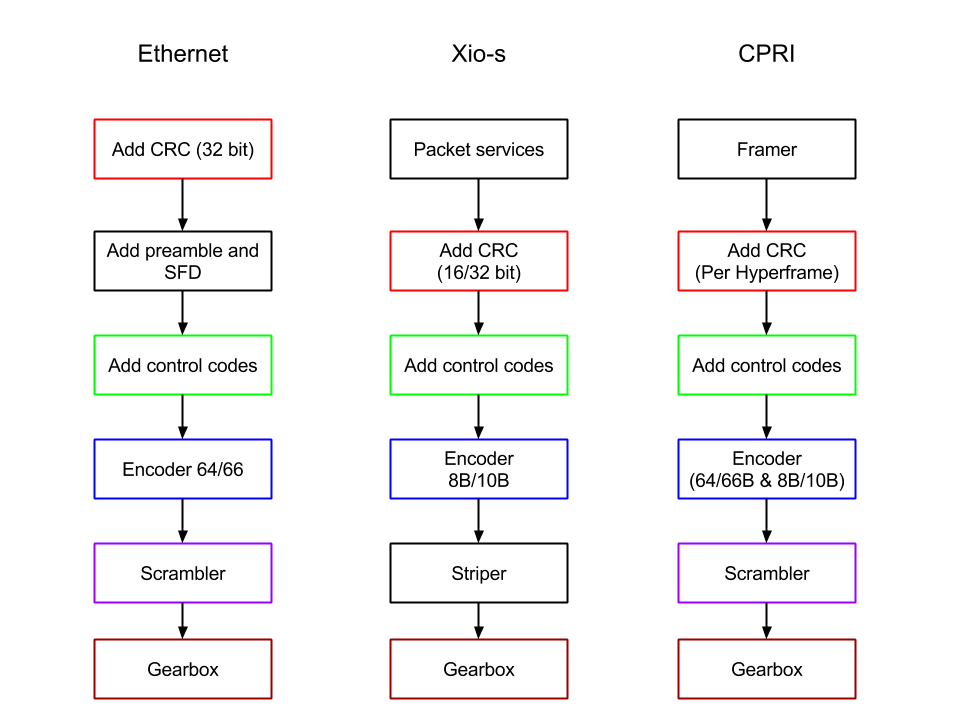 Ethernet
Xio-s
CPRI
Add CRC (32 bit)
Packet services
Framer
Add preamble and
SFD
Add CRC
(16/32 bit)
Add CRC
(Per Hyperframe)
Add control codes
Add control codes
Add control codes
Encoder 64/66
Encoder
8B/10B
Encoder
(64/66B & 8B/10B)
Scrambler
Striper
Scrambler
Gearbox
Gearbox
Gearbox